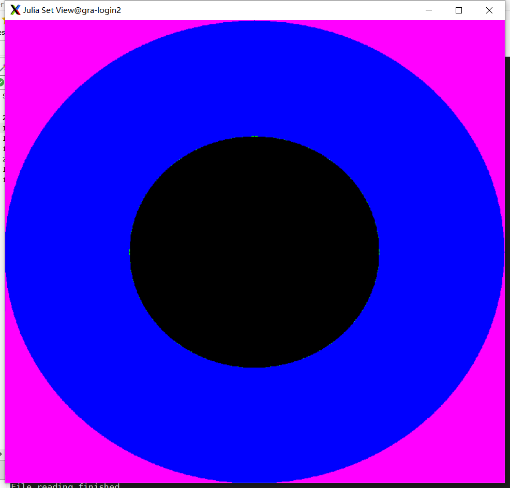 Julia Set View@gra-login2
File reading finished